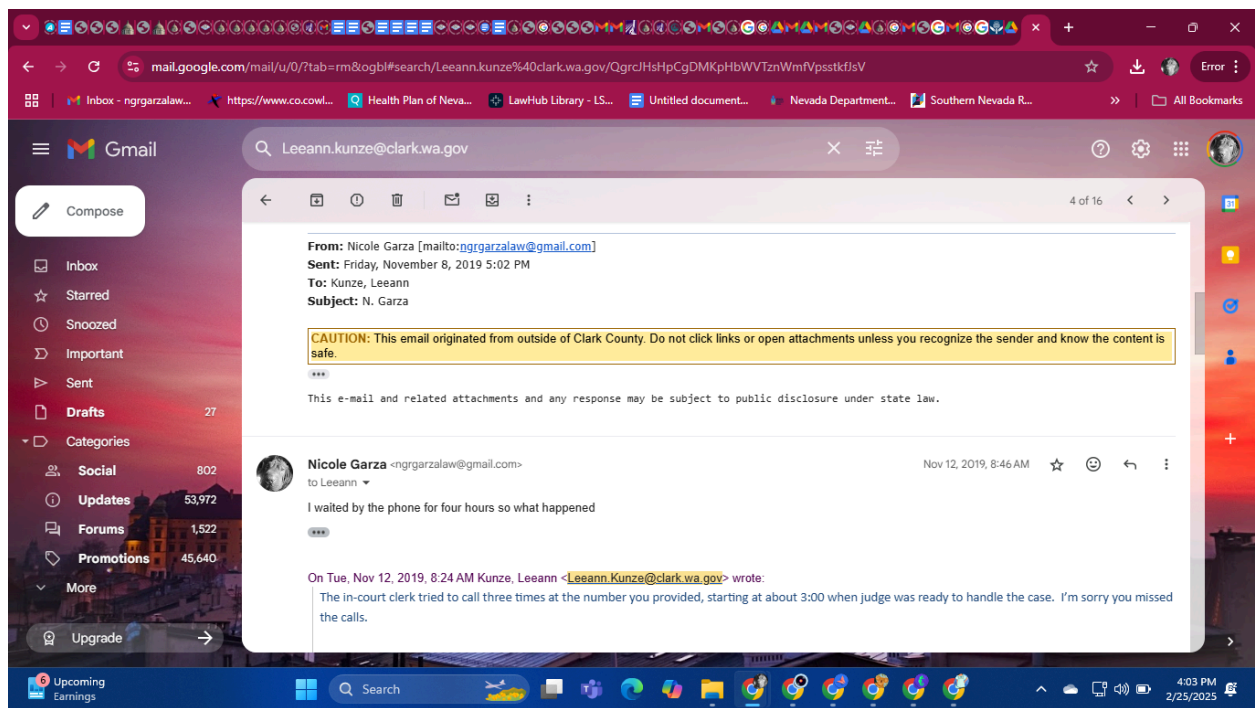 mail.google.com/mail/u/0/?tab=rm&ogbl#search/Leeann.kunze%40clark.wa.gov/QgrcJHsHpCgDMKpHbWVTznWmfVpsstkfJsV
Error
Inbox - ngrgarzalaw...
https://www.co.cowl...
Health Plan of Neva...
LawHub Library - LS...
Untitled document...
Nevada Department...
Southern Nevada R...
All Bookmarks
Gmail
Leeann.kunze@clark.wa.gov
Compose
4 of 16
Inbox
Starred
Snoozed
Important
Sent
Drafts 27
Categories
Social 802
Updates 53,972
Forums 1,522
Promotions 45,640
More
Upgrade
From: Nicole Garza [mailto:ngrgarzalaw@gmail.com]
Sent: Friday, November 8, 2019 5:02 PM
To: Kunze, Leeann
Subject: N. Garza
CAUTION: This email originated from outside of Clark County. Do not click links or open attachments unless you recognize the sender and know the content is
safe.
This e-mail and related attachments and any response may be subject to public disclosure under state law.
Nicole Garza <ngrgarzalaw@gmail.com> Nov 12, 2019, 8:46 AM
to Leeann
I waited by the phone for four hours so what happened
On Tue, Nov 12, 2019, 8:24 AM Kunze, Leeann <Leeann.Kunze@clark.wa.gov> wrote:
The in-court clerk tried to call three times at the number you provided, starting at about 3:00 when judge was ready to handle the case. I'm sorry you missed
the calls.
31
6
Upcoming
Earnings
Search
4:03 PM
2/25/2025